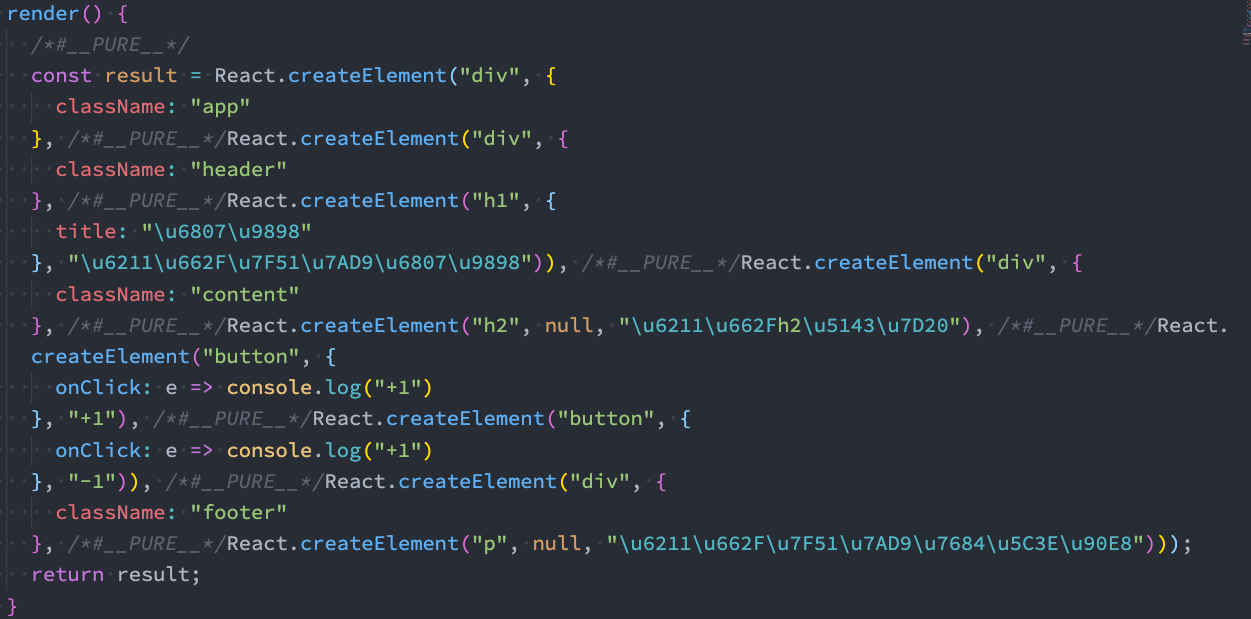 render() {
/*#__PURE__*/
const result = React.createElement("div", {
className: "app"
}, /*#__PURE__*/React.createElement("div", {
className: "header"
}, /*#__PURE__*/React.createElement("h1", {
title: "\u6807\u9898"
}, "\u6211\u662F\u7F51\u7AD9\u6807\u9898")), /*#__PURE__*/React.createElement("div", {
className: "content"
}, /*#__PURE__*/React.createElement("h2", null, "\u6211\u662Fh2\u5143\u7D20"), /*#__PURE__*/React.
createElement("button", {
onClick: e => console.log("+1")
}, "+1"), /*#__PURE__*/React.createElement("button", {
onClick: e => console.log("+1")
}, "-1")), /*#__PURE__*/React.createElement("div", {
className: "footer"
}, /*#__PURE__*/React.createElement("p", null, "\u6211\u662F\u7F51\u7AD9\u7684\u5C3E\u90E8")));
return result;
}